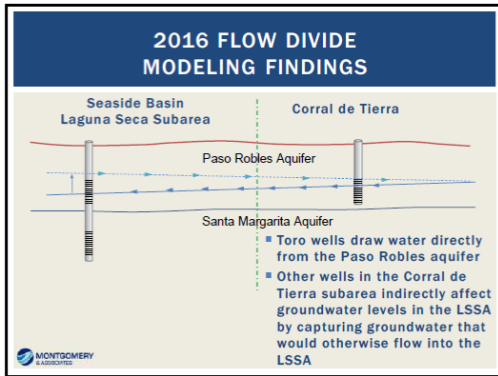 2016 FLOW DIVIDE
MODELING FINDINGS
Seaside Basin
Laguna Seca Subarea
Corral de Tierra
Paso Robles Aquifer
Santa Margarita Aquifer
■ Toro wells draw water directly
from the Paso Robles aquifer
■ Other wells in the Corral de
Tierra subarea indirectly affect
groundwater levels in the LSSA
by capturing groundwater that
would otherwise flow into the
LSSA
MONTGOMERY
& ASSOCIATES